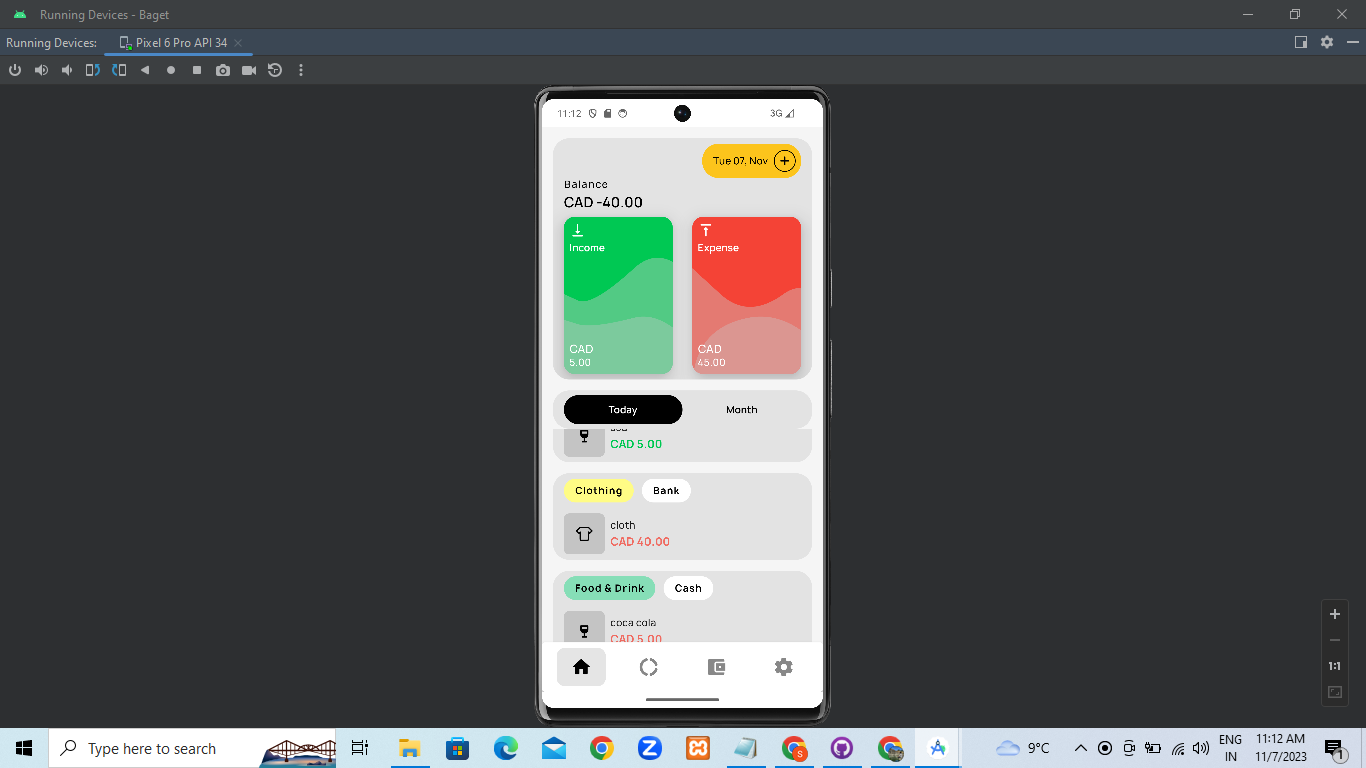 Running Devices - Baget
Running Devices:
Pixel 6 Pro API 34
11:12
3G
Tue 07, Nov
Balance
CAD -40.00
Income
CAD
5.00
Expense
CAD
45.00
Today
Month
CAD 5.00
Clothing
Bank
cloth
CAD 40.00
Food & Drink
Cash
coca cola
CAD 5.00
1:1
Type here to search
9°C
ENG
IN
11:12 AM
11/7/2023
1